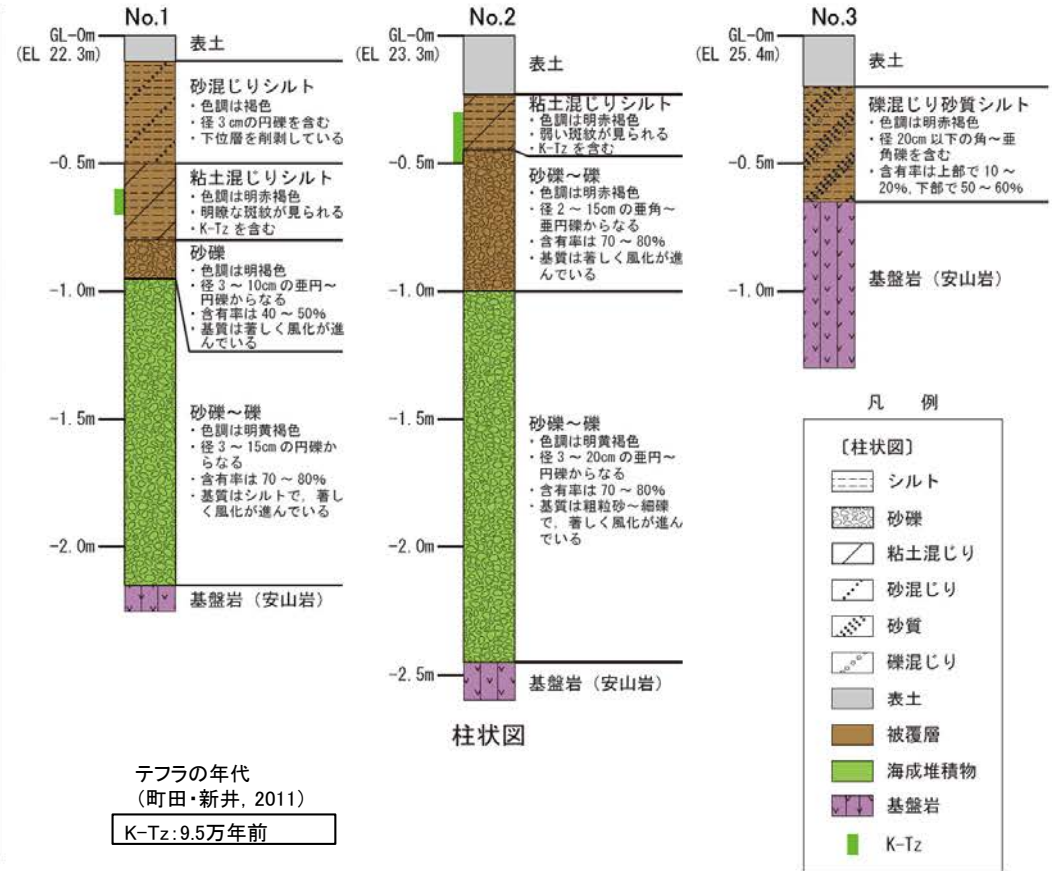 No.1
GL-0m
(EL 22.3m)
表土
砂混じりシルト
・色調は褐色
・径3cmの円礫を含む
・下位層を削剥している
-0.5m
粘土混じりシルト
・色調は明赤褐色
・明瞭な斑紋が見られる
・K-Tzを含む
砂礫
・色調は明褐色
・径3～10cmの亜円～
円礫からなる
・含有率は40～50%
・基質は著しく風化が進
んでいる
-1.0m
-1.5m
砂礫～礫
・色調は明黄褐色
・径3～15cmの円礫か
らなる
・含有率は70～80%
・基質はシルトで，著し
く風化が進んでいる
-2.0m
基盤岩（安山岩）
No.2
GL-0m
(EL 23.3m)
表土
粘土混じりシルト
・色調は明赤褐色
・弱い斑紋が見られる
・K-Tzを含む
-0.5m
砂礫～礫
・色調は明赤褐色
・径2～15cmの亜角～
亜円礫からなる
・含有率は70～80%
・基質は著しく風化が進
んでいる
-1.0m
-1.5m
砂礫～礫
・色調は明黄褐色
・径3～20cmの亜円～
円礫からなる
・含有率は70～80%
・基質は粗粒砂～細礫
で，著しく風化が進ん
でいる
-2.0m
-2.5m
基盤岩（安山岩）
No.3
GL-0m
(EL 25.4m)
表土
礫混じり砂質シルト
・色調は明赤褐色
・径20cm以下の角～亜
角礫を含む
・含有率は上部で10～
20%,下部で50～60%
-0.5m
-1.0m
基盤岩（安山岩）
柱状図
テフラの年代
（町田・新井, 2011）
K-Tz:9.5万年前
凡　例
〔柱状図〕
シルト
砂礫
粘土混じり
砂混じり
砂質
礫混じり
表土
被覆層
海成堆積物
基盤岩
K-Tz